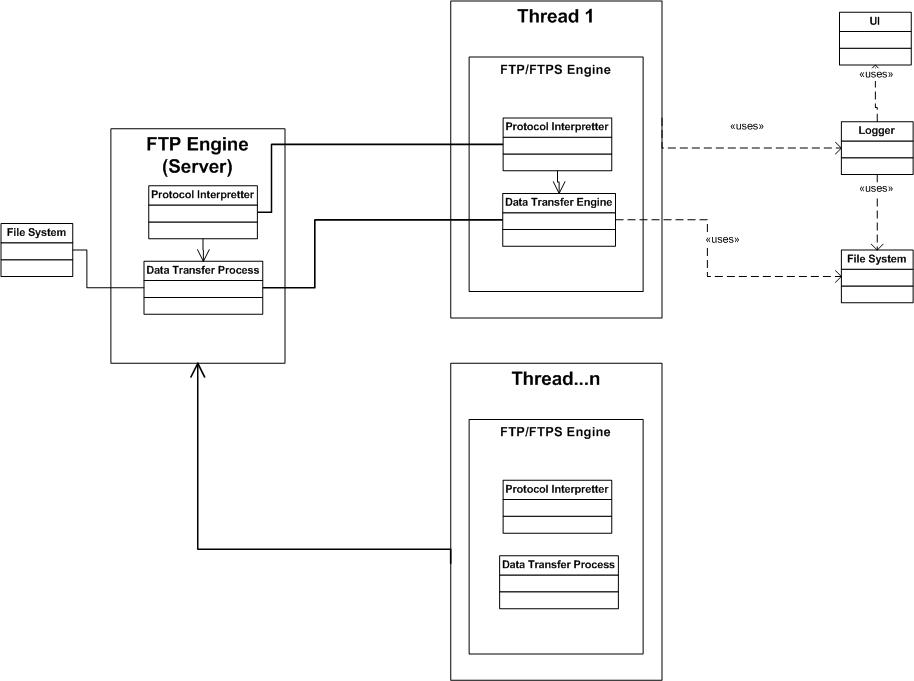 Thread 1
UI
FTP/FTPS Engine
«uses»
Protocol Interpretter
«uses»
Logger
FTP Engine
(Server)
Protocol Interpretter
Data Transfer Engine
«uses»
File System
«uses»
File System
Data Transfer Process
Thread...n
FTP/FTPS Engine
Protocol Interpretter
Data Transfer Process